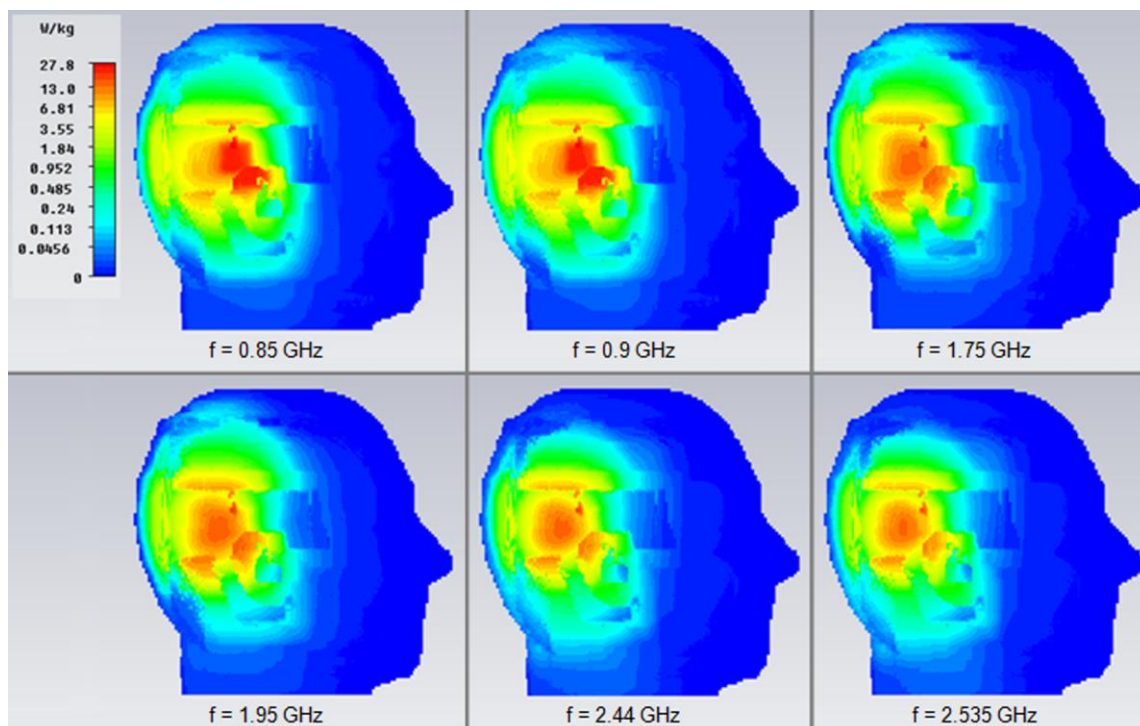 W/kg
27.8
13.0
6.81
3.55
1.84
0.952
0.485
0.24
0.113
0.0456
0
f = 0.85 GHz
f = 0.9 GHz
f = 1.75 GHz
f = 1.95 GHz
f = 2.44 GHz
f = 2.535 GHz